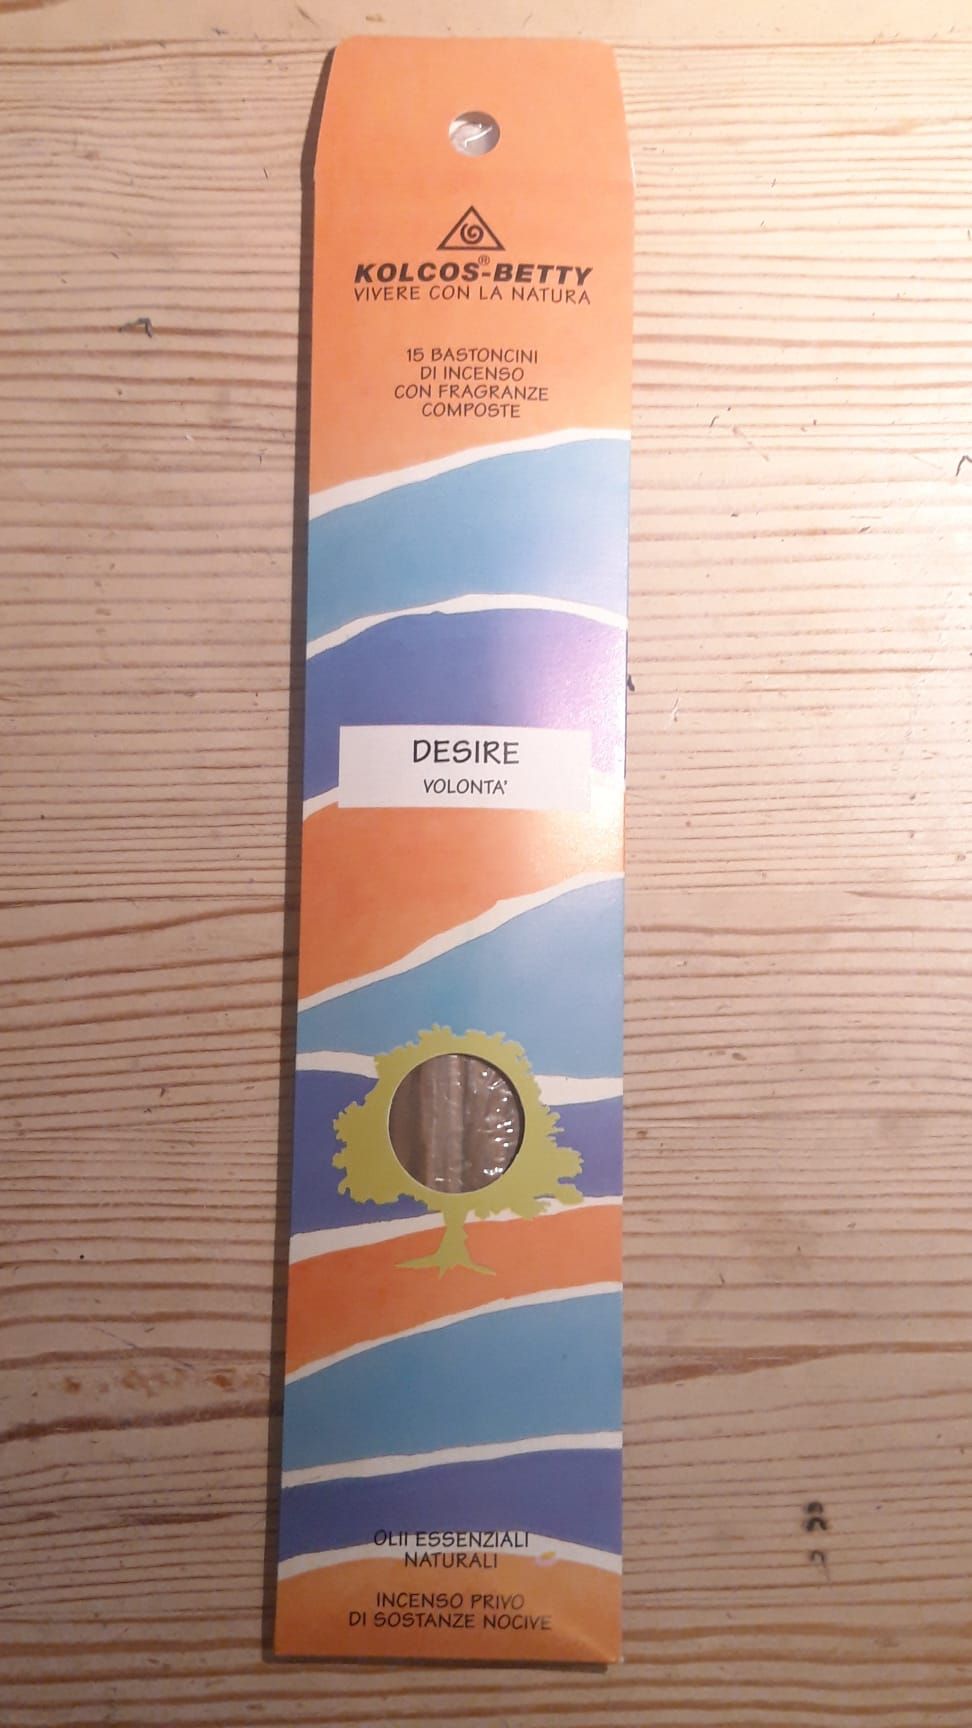 KOLCOS-BETTY®
VIVERE CON LA NATURA
15 BASTONCINI
DI INCENSO
CON FRAGRANZE
COMPOSTE
DESIRE
VOLONTA'
OLII ESSENZIALI
NATURALI
INCENSO PRIVO
DI SOSTANZE NOCIVE